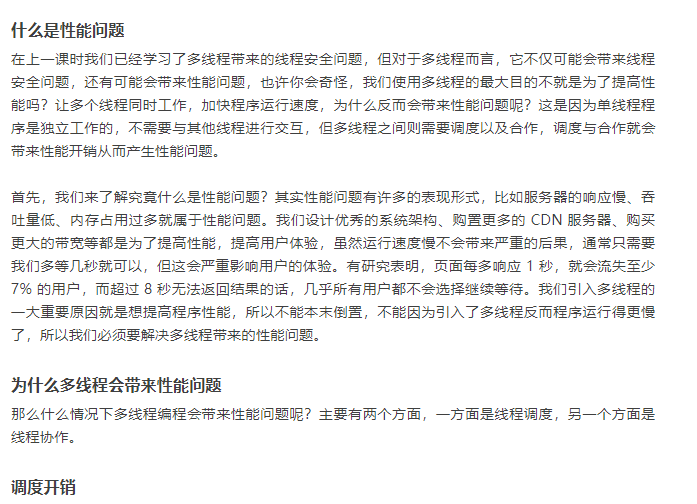 什么是性能问题
在上一课时我们已经学习了多线程带来的线程安全问题，但对于多线程而言，它不仅可能会带来线程
安全问题，还有可能会带来性能问题，也许你会奇怪，我们使用多线程的最大目的不就是为了提高性
能吗？让多个线程同时工作，加快程序运行速度，为什么反而会带来性能问题呢？这是因为单线程程
序是独立工作的，不需要与其他线程进行交互，但多线程之间则需要调度以及合作，调度与合作就会
带来性能开销从而产生性能问题。
首先，我们来了解究竟什么是性能问题？其实性能问题有许多的表现形式，比如服务器的响应慢、吞
吐量低、内存占用过多就属于性能问题。我们设计优秀的系统架构、购置更多的 CDN 服务器、购买
更大的带宽等都是为了提高性能，提高用户体验，虽然运行速度慢不会带来严重的后果，通常只需要
我们多等几秒就可以，但这会严重影响用户的体验。有研究表明，页面每多响应 1 秒，就会流失至少
7% 的用户，而超过 8 秒无法返回结果的话，几乎所有用户都不会选择继续等待。我们引入多线程的
一大重要原因就是想提高程序性能，所以不能本末倒置，不能因为引入了多线程反而程序运行得更慢
了，所以我们必须要解决多线程带来的性能问题。
为什么多线程会带来性能问题
那么什么情况下多线程编程会带来性能问题呢？主要有两个方面，一方面是线程调度，另一个方面是
线程协作。
调度开销